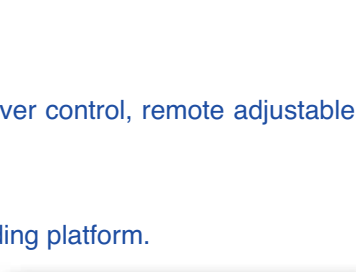 ver control, remote adjustable
ling platform.